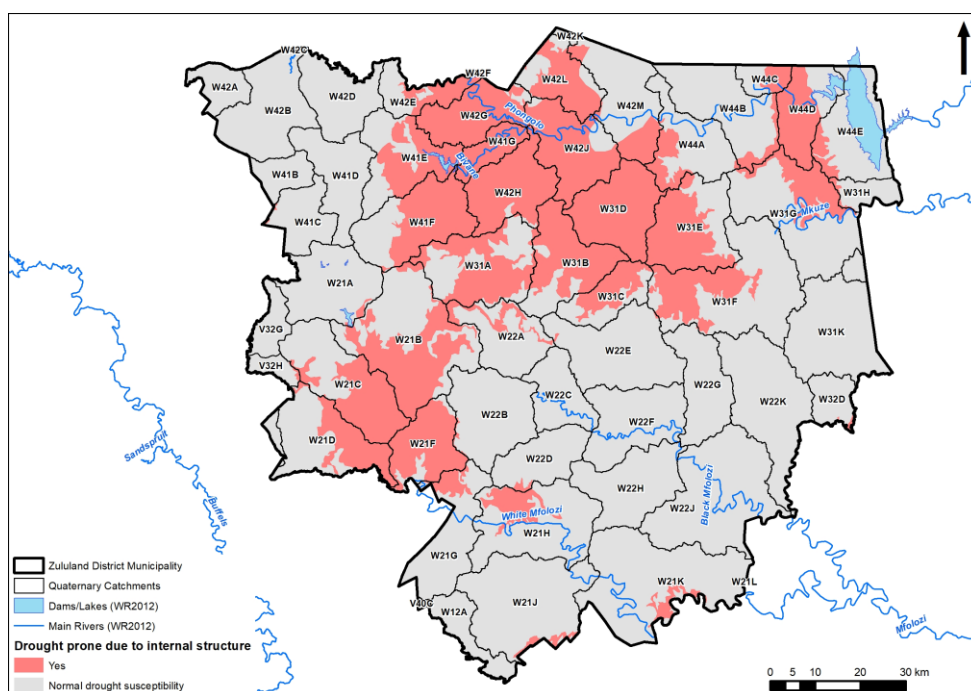 W42K
W42C
W42F
W42L
W44C
W42A
W42D
W42E
W42B
W42G
Phongolo
W42M
W44B
W44D
W44E
W41G
W42J
W44A
W41E
Bivane
W41B
W41D
W42H
W31H
W41C
W41F
W31D
W31G
Mkuze
W31E
W31A
W31B
W21A
W31C
W31F
V32G
W21B
W22A
W31K
V32H
W22E
W21C
W22G
W22C
W22K
W32D
W22B
W22F
W21D
W21F
Sandspruit
W22D
W22H
Black Mfolozi
Buffels
White Mfolozi
W22J
W21H
W21G
W21K
W21L
V40C
W12A
W21J
Mfolozi
Zululand District Municipality
Quaternary Catchments
Dams/Lakes (WR2012)
Main Rivers (WR2012)
Drought prone due to internal structure
Yes
Normal drought susceptibility
0 5 10 20 30 km